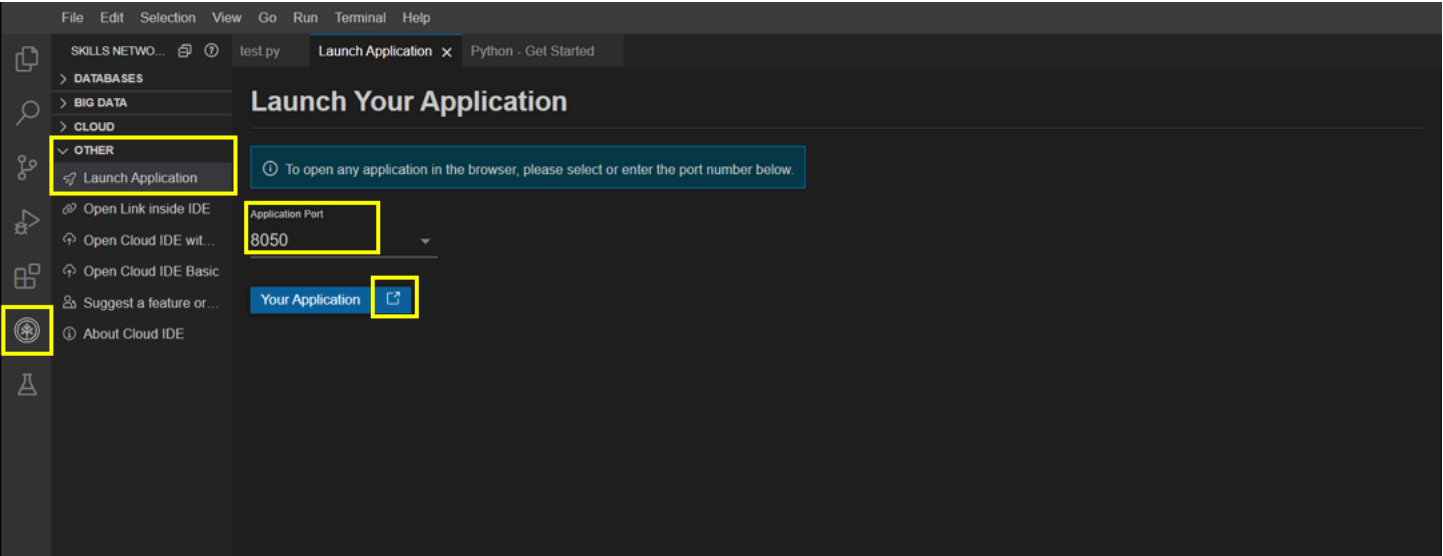 File Edit Selection View Go Run Terminal Help
SKILLS NETWO...
test.py Launch Application Python - Get Started
DATABASES
BIG DATA
CLOUD
OTHER
Launch Application
Open Link inside IDE
Open Cloud IDE wit...
Open Cloud IDE Basic
Suggest a feature or...
About Cloud IDE
Launch Your Application
To open any application in the browser, please select or enter the port number below.
Application Port
8050
Your Application